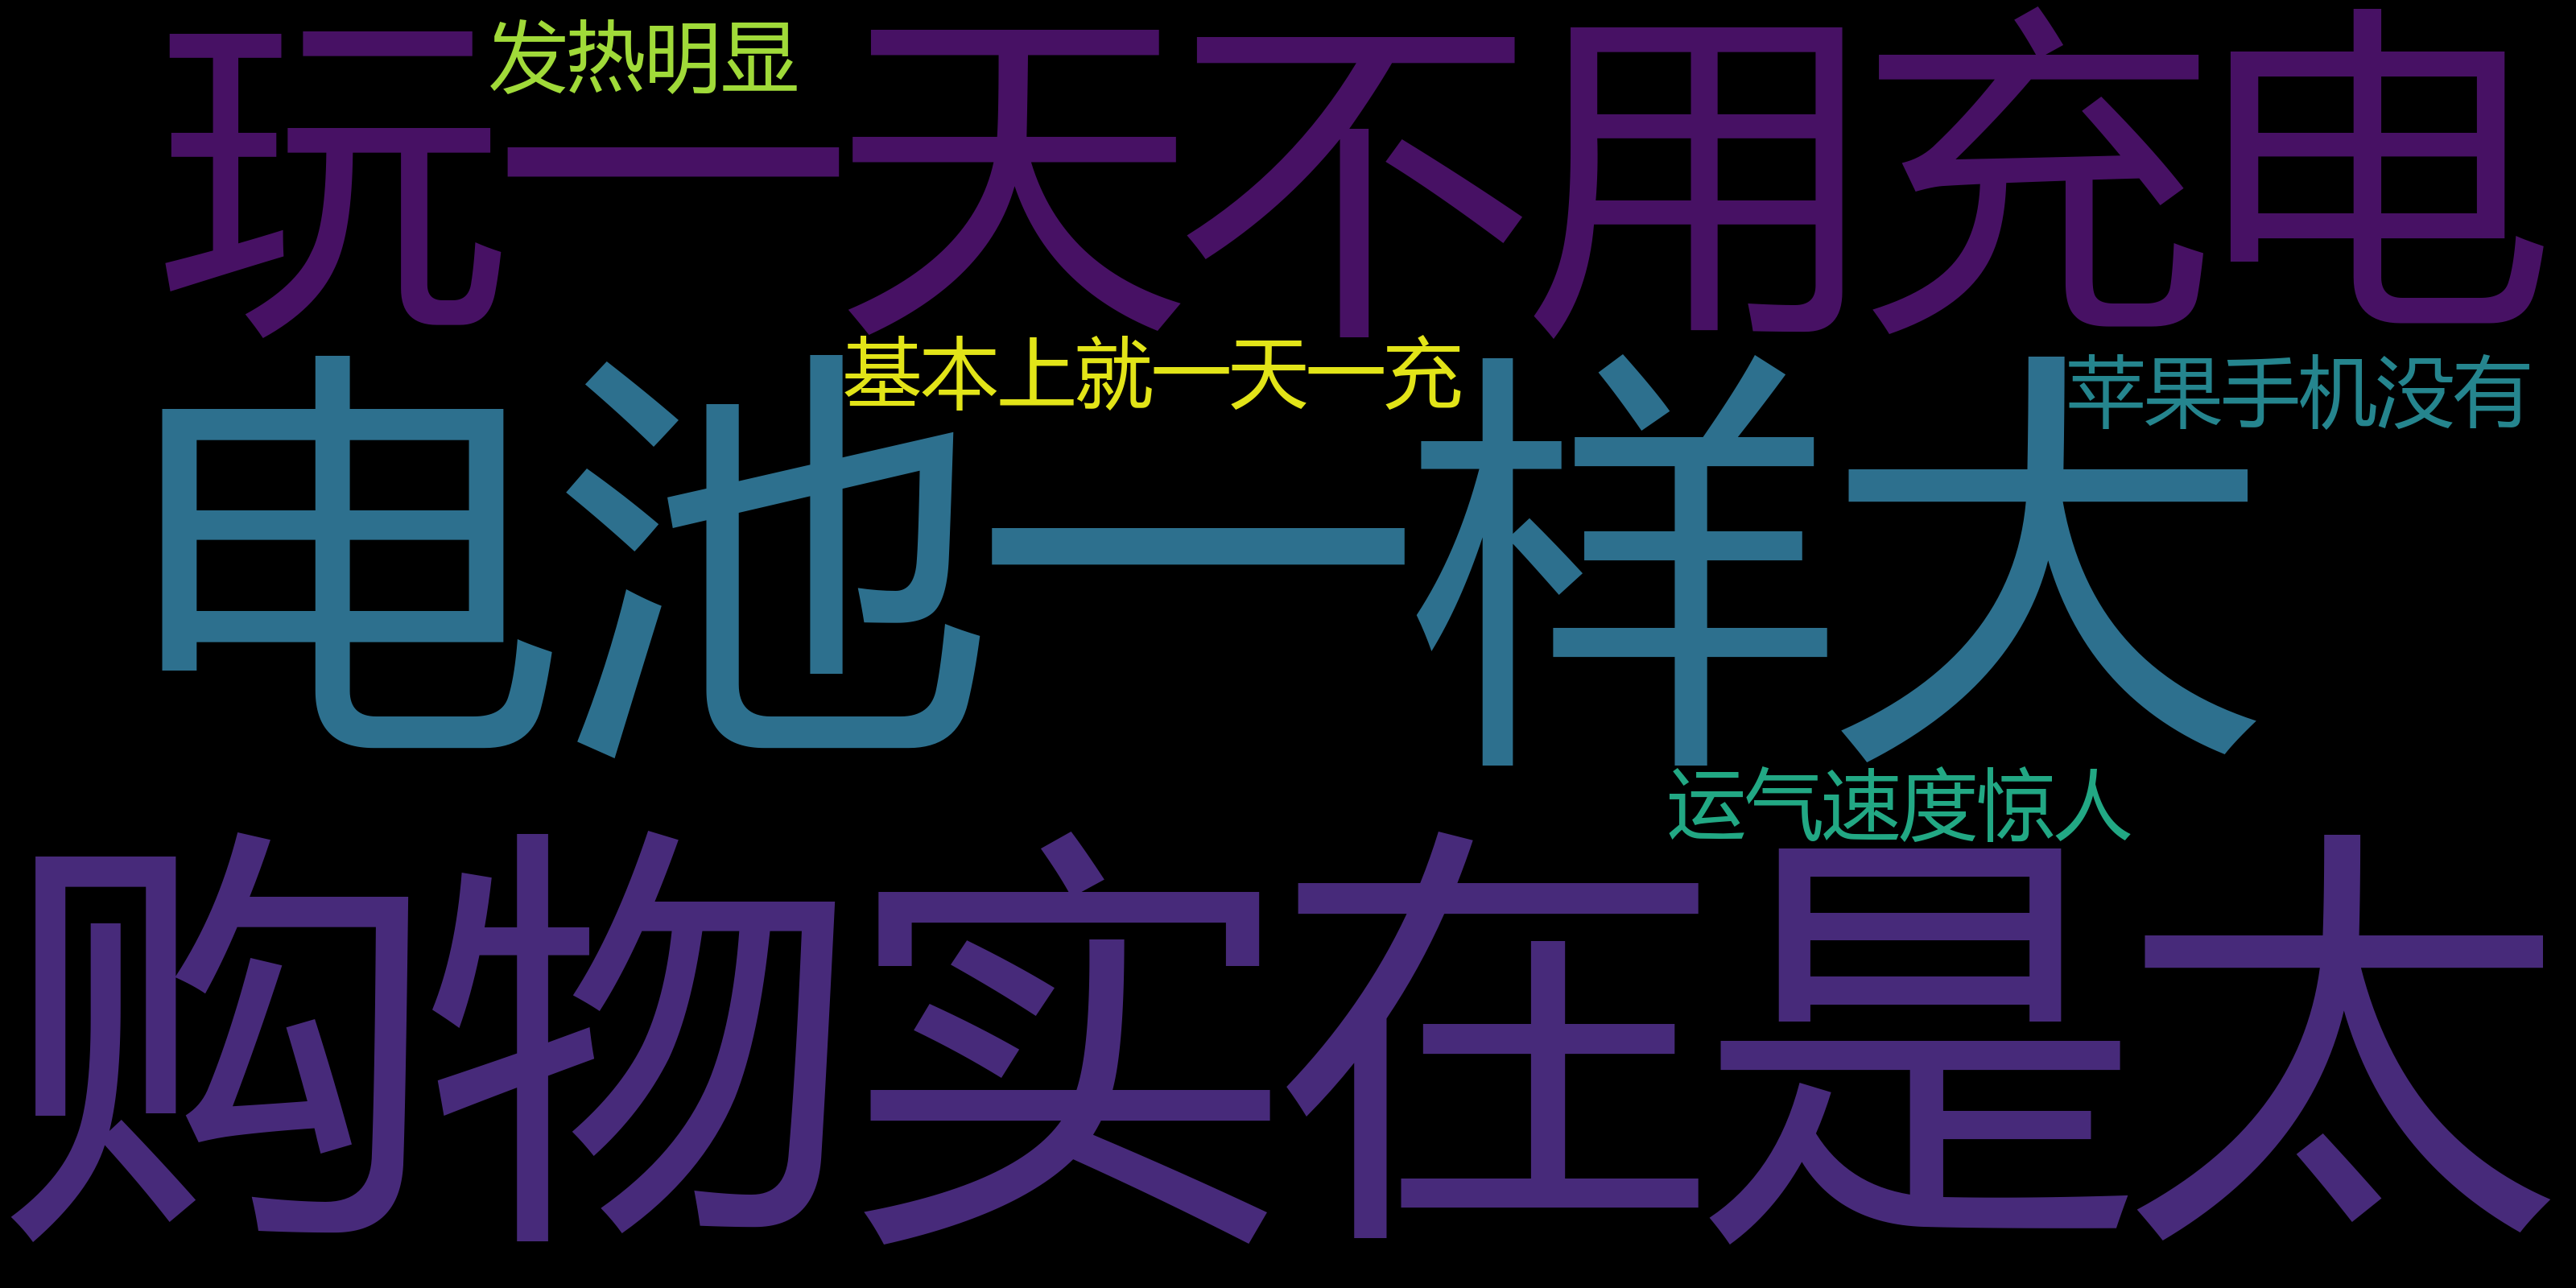 发热明显
玩一天不用充电
基本上就一天一充
苹果手机没有
电池一样大
运气速度惊人
购物实在是太